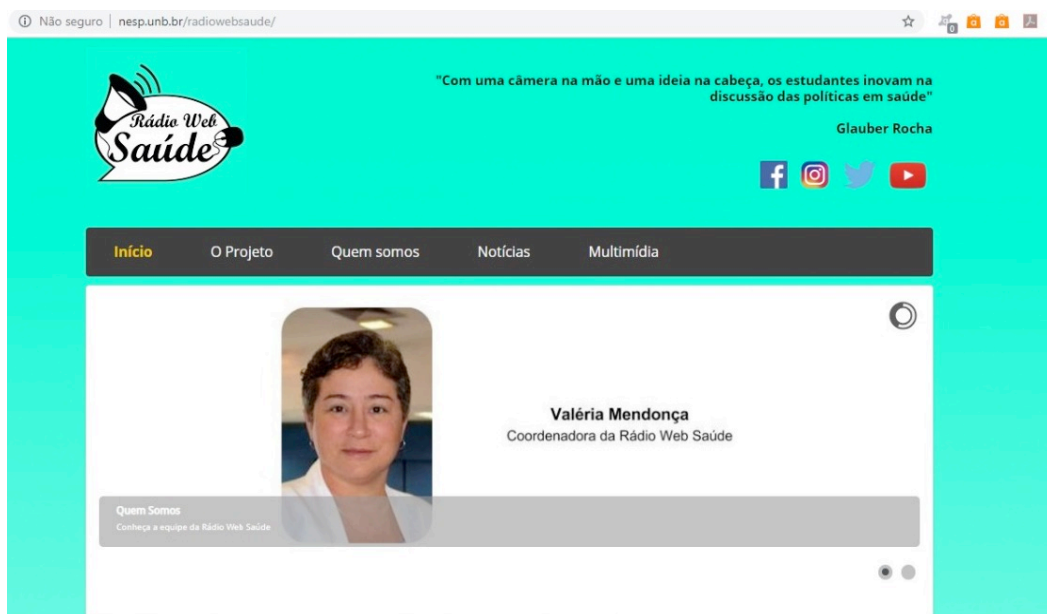 Não seguro | nesp.unb.br/radiowebsaude/
0
a
a
"Com uma câmera na mão e uma ideia na cabeça, os estudantes inovam na
discussão das políticas em saúde"
Glauber Rocha
Rádio Web
Saúde
f
Início O Projeto Quem somos Notícias Multimídia
Valéria Mendonça
Coordenadora da Rádio Web Saúde
Quem Somos
Conheça a equipe da Rádio Web Saúde